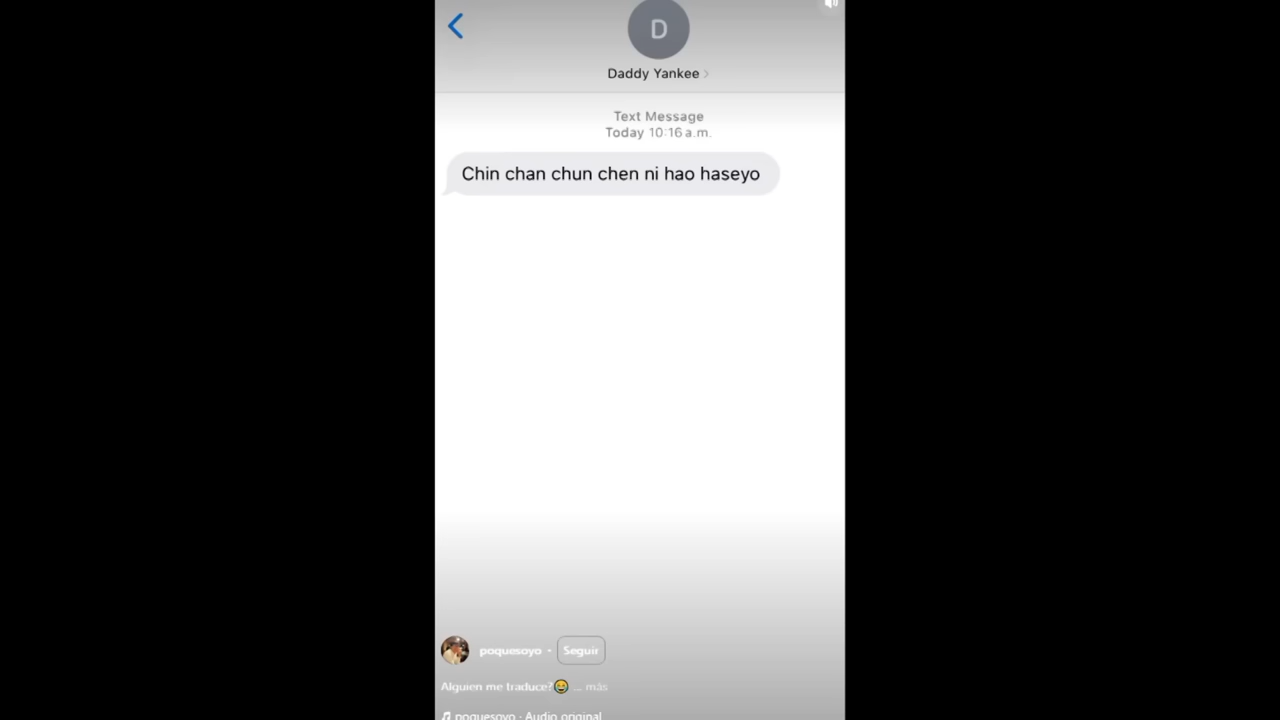 D
Daddy Yankee
Text Message
Today 10:16 a.m.
Chin chan chun chen ni hao haseyo
poquesoyo · Seguir
Alguien me traduce?😂 ... más
poquesoyo · Audio original